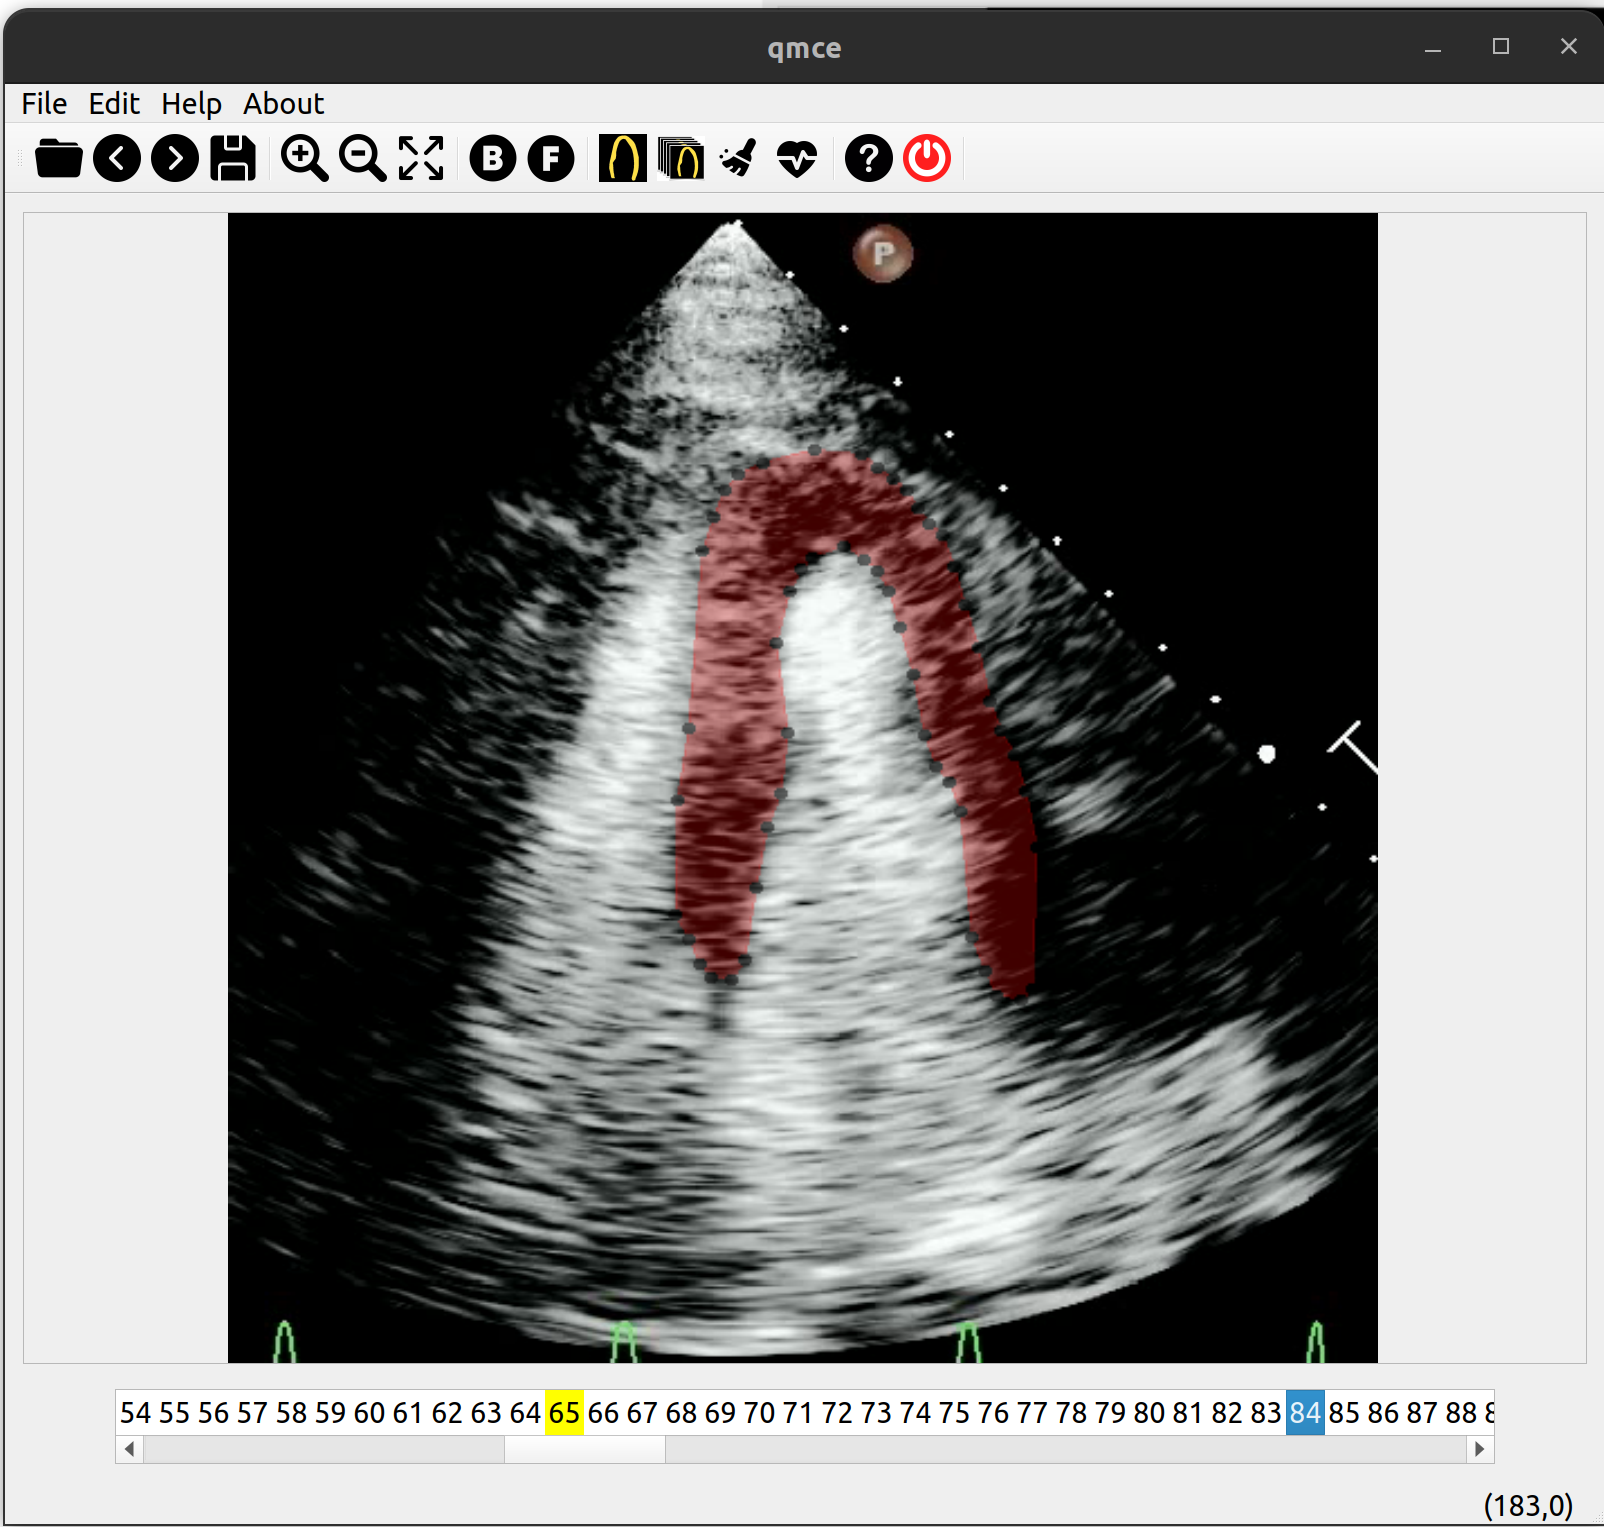 qmce
File Edit Help About
B F ?
P
54 55 56 57 58 59 60 61 62 63 64 65 66 67 68 69 70 71 72 73 74 75 76 77 78 79 80 81 82 83 84 85 86 87 88
(183,0)